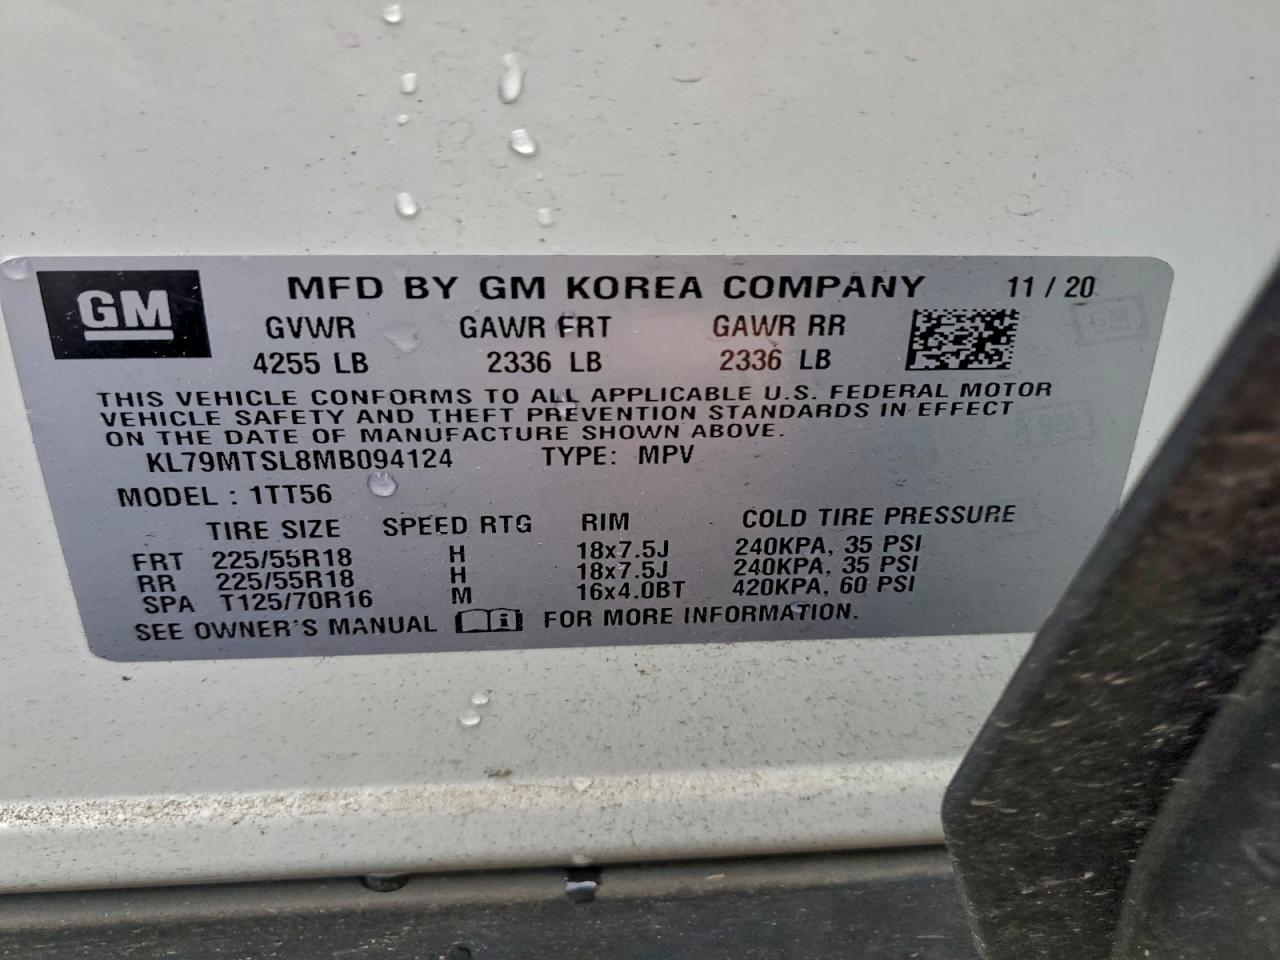 GM MFD BY GM KOREA COMPANY 11 / 20
GVWR GAWR FRT GAWR RR
4255 LB 2336 LB 2336 LB
THIS VEHICLE CONFORMS TO ALL APPLICABLE U.S. FEDERAL MOTOR
VEHICLE SAFETY AND THEFT PREVENTION STANDARDS IN EFFECT
ON THE DATE OF MANUFACTURE SHOWN ABOVE.
KL79MTSL8MB094124 TYPE: MPV
MODEL : 1TT56
TIRE SIZE SPEED RTG RIM COLD TIRE PRESSURE
FRT 225/55R18 H 18x7.5J 240KPA, 35 PSI
RR 225/55R18 H 18x7.5J 240KPA, 35 PSI
SPA T125/70R16 M 16x4.0BT 420KPA, 60 PSI
SEE OWNER'S MANUAL FOR MORE INFORMATION.
GM
GM